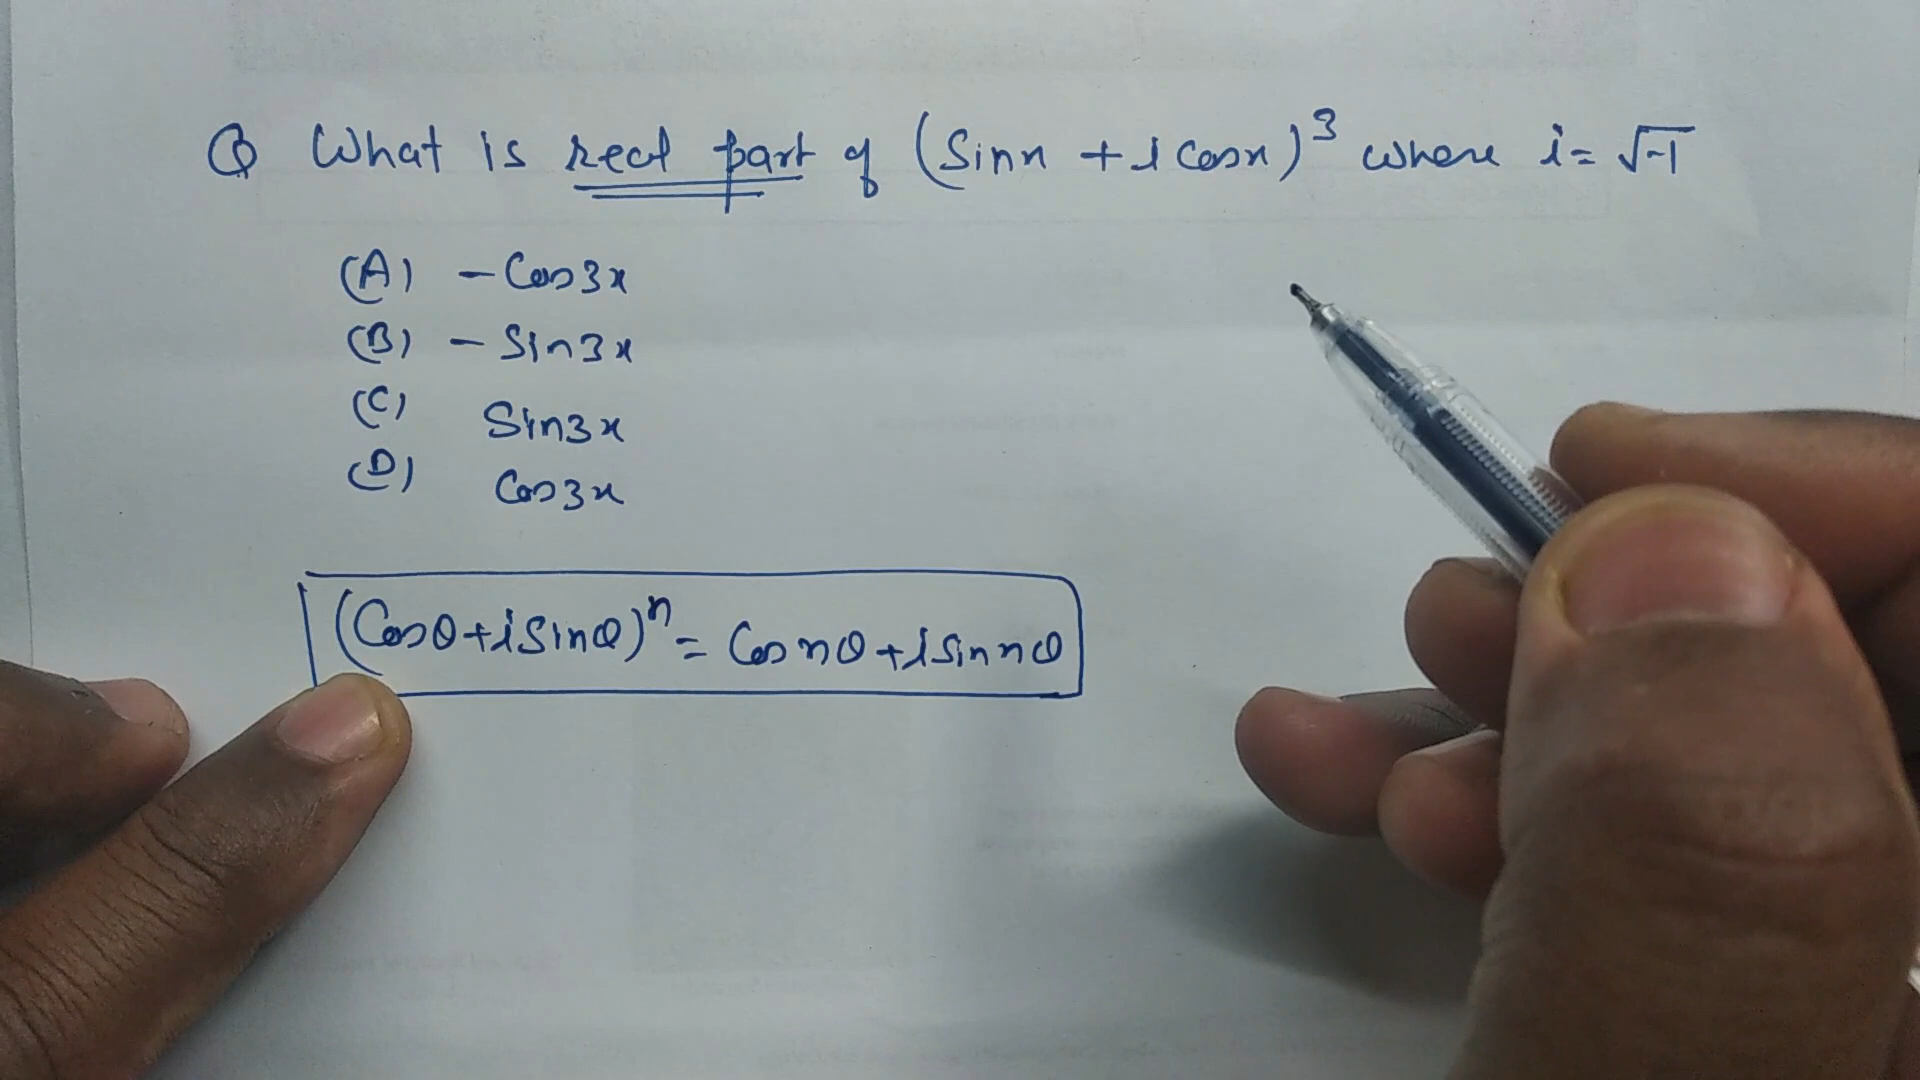 Q What is real part of (Sinx + i Cosx)³ where i = √-1
(A) - Cos3x
(B) - Sin3x
(C) Sin3x
(D) Cos3x
(Cosθ + i Sinθ)ⁿ = Cos nθ + i Sin nθ